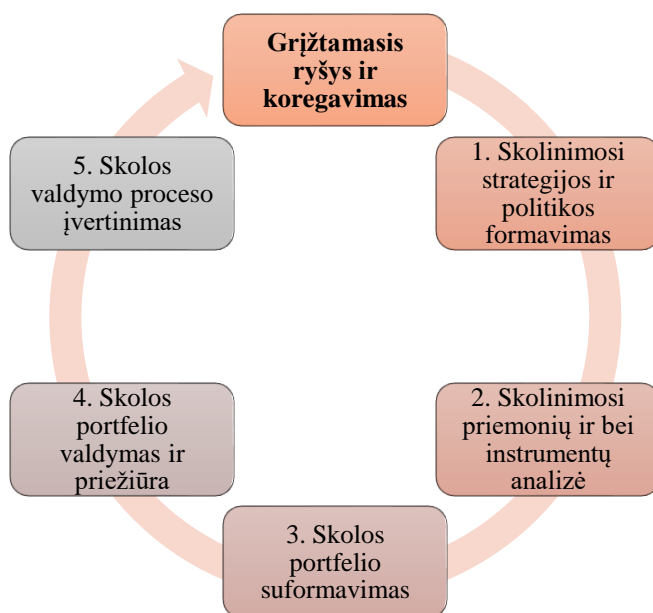 Grįžtamasis
ryšys ir
koregavimas
1. Skolinimosi
strategijos ir
politikos
formavimas
2. Skolinimosi
priemonių ir bei
instrumentų
analizė
3. Skolos
portfelio
suformavimas
4. Skolos
portfelio
valdymas ir
priežiūra
5. Skolos
valdymo proceso
įvertinimas